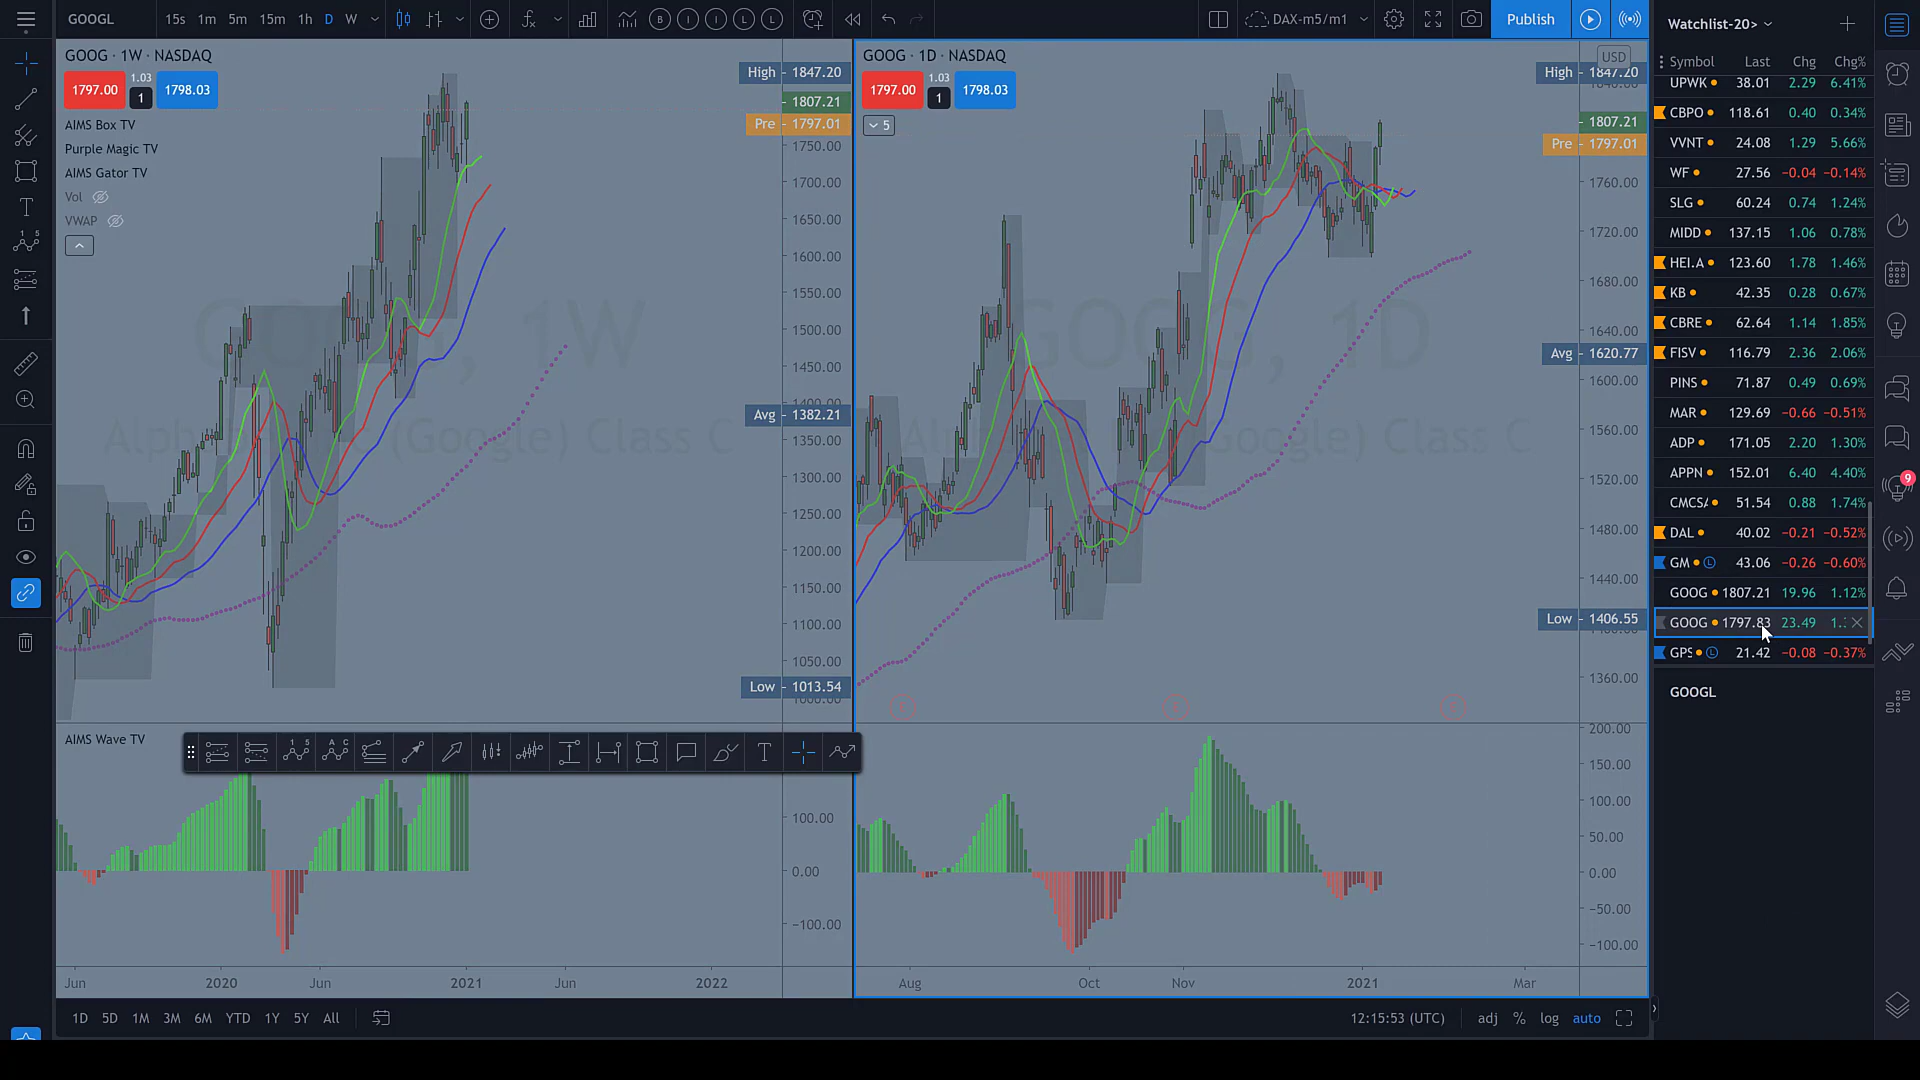 GOOGL 15s 1m 5m 15m 1h D W B I I L L DAX-m5/m1 Publish
Watchlist-20>
Symbol Last Chg Chg%
UPWK 38.01 2.29 6.41%
CBPO 118.61 0.40 0.34%
VVNT 24.08 1.29 5.66%
WF 27.56 −0.04 −0.14%
SLG 60.24 0.74 1.24%
MIDD 137.15 1.06 0.78%
HEI.A 123.60 1.78 1.46%
KB 42.35 0.28 0.67%
CBRE 62.64 1.14 1.85%
FISV 116.79 2.36 2.06%
PINS 71.87 0.49 0.69%
MAR 129.69 −0.66 −0.51%
ADP 171.05 2.20 1.30%
APPN 152.01 6.40 4.40%
CMCSA 51.54 0.88 1.74%
DAL 40.02 −0.21 −0.52%
GM L 43.06 −0.26 −0.60%
GOOG 1807.21 19.96 1.12%
GOOG 1797.83 23.49 1.
GPS L 21.42 −0.08 −0.37%
GOOGL
9
GOOG · 1W · NASDAQ
1797.00 1.03 1 1798.03
AIMS Box TV
Purple Magic TV
AIMS Gator TV
Vol
VWAP
GOOG, 1W
(Google) Class C
High 1847.20
1807.21
Pre 1797.01
1750.00
1700.00
1650.00
1600.00
1550.00
1500.00
1450.00
Avg 1382.21
1350.00
1300.00
1250.00
1200.00
1150.00
1100.00
1050.00
Low 1013.54
AIMS Wave TV
100.00
0.00
−100.00
Jun 2020 Jun 2021 Jun 2022
GOOG · 1D · NASDAQ
1797.00 1.03 1 1798.03
5
GOOG, 1D
(Google) Class C
USD
High 1847.20
1807.21
Pre 1797.01
1760.00
1720.00
1680.00
1640.00
Avg 1620.77
1600.00
1560.00
1520.00
1480.00
1440.00
Low 1406.55
1360.00
200.00
150.00
100.00
50.00
0.00
−50.00
−100.00
Aug Oct Nov 2021 Mar
1D 5D 1M 3M 6M YTD 1Y 5Y All
12:15:53 (UTC) adj % log auto